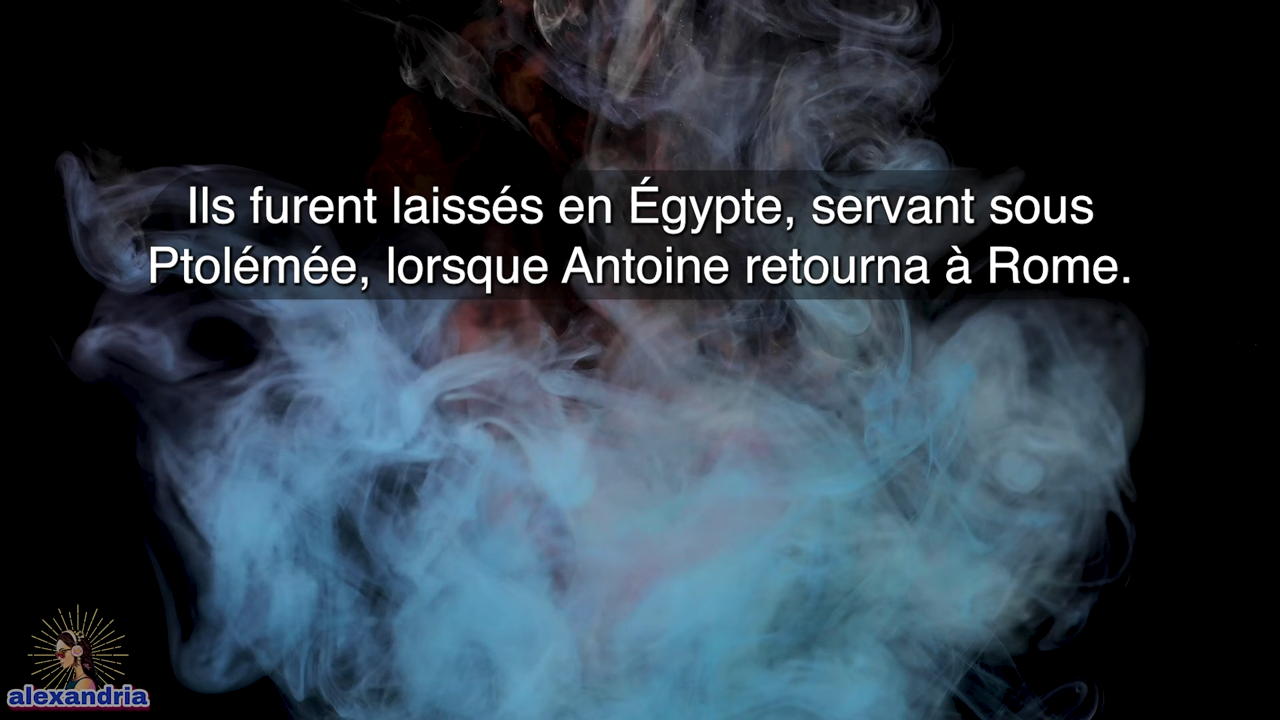 Ils furent laissés en Égypte, servant sous
Ptolémée, lorsque Antoine retourna à Rome.
alexandria